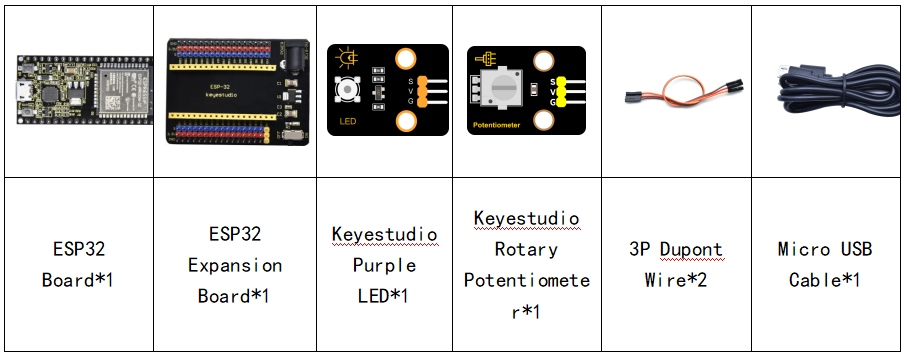 ESP-32
keyestudio
LED
S
V
G
Potentiometer
S
V
G
ESP32
Board*1
ESP32
Expansion
Board*1
Keyestudio
Purple
LED*1
Keyestudio
Rotary
Potentiomete
r*1
3P Dupont
Wire*2
Micro USB
Cable*1